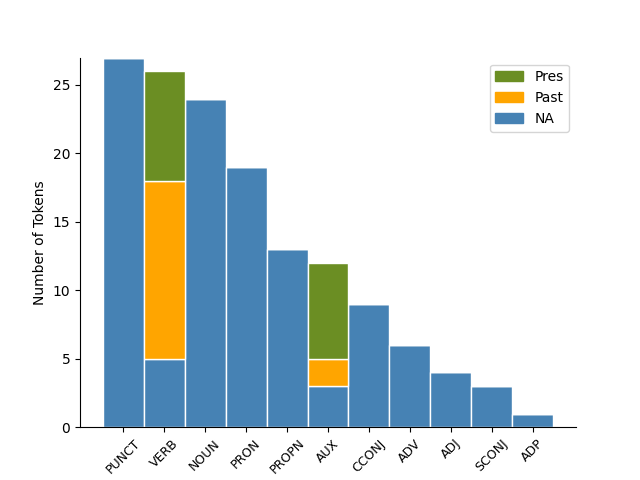 Pres
Past
NA
25
20
15
10
5
0
Number of Tokens
PUNCT
VERB
NOUN
PRON
PROPN
AUX
CCONJ
ADV
ADJ
SCONJ
ADP